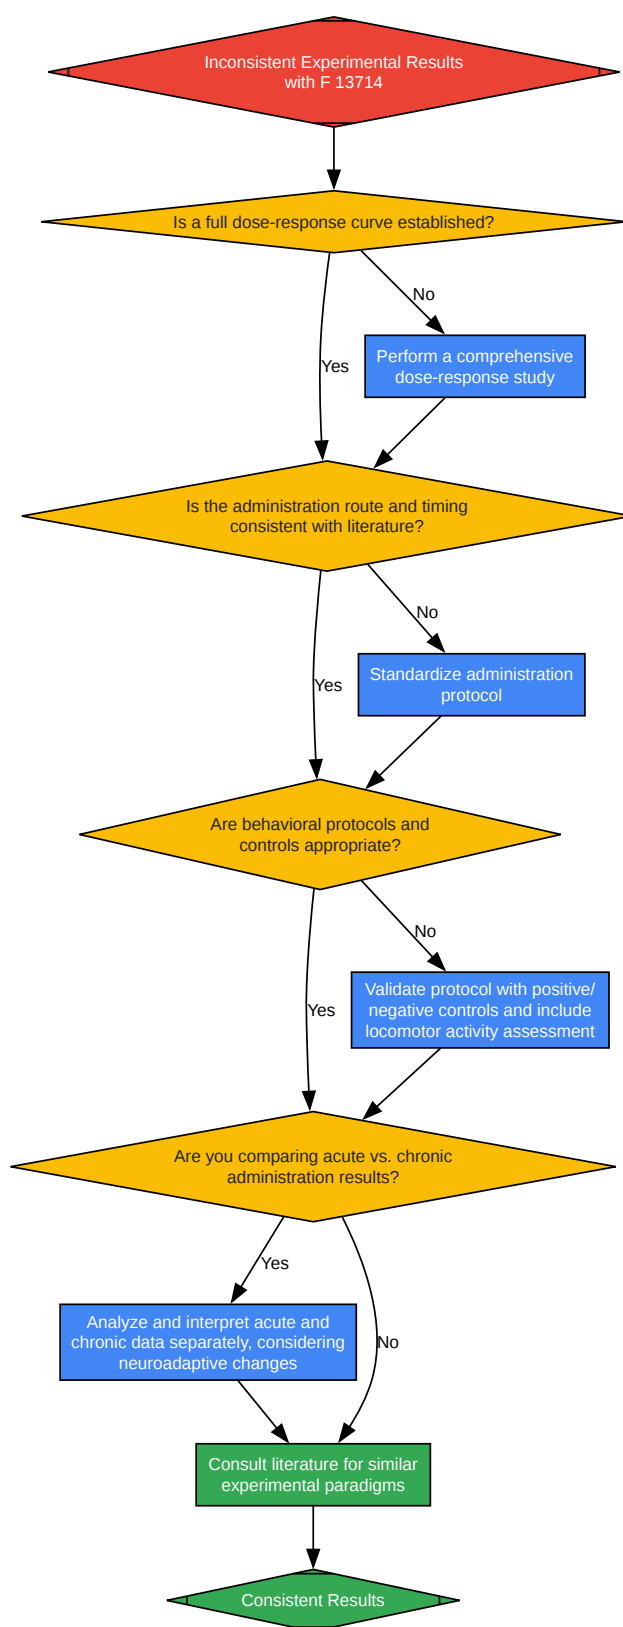 Inconsistent Experimental Results
with F 13714
Is a full dose-response curve established?
No
Yes
Perform a comprehensive
dose-response study
Is the administration route and timing
consistent with literature?
No
Yes
Standardize administration
protocol
Are behavioral protocols and
controls appropriate?
No
Yes
Validate protocol with positive/
negative controls and include
locomotor activity assessment
Are you comparing acute vs. chronic
administration results?
Yes
No
Analyze and interpret acute and
chronic data separately, considering
neuroadaptive changes
Consult literature for similar
experimental paradigms
Consistent Results